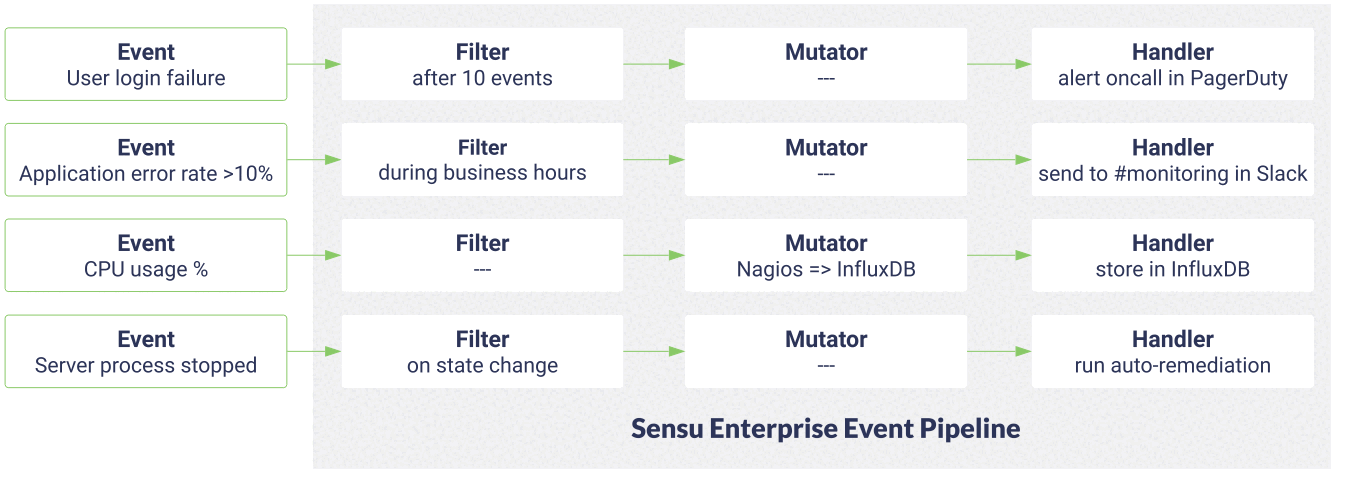 Event
User login failure
Filter
after 10 events
Mutator
---
Handler
alert oncall in PagerDuty
Event
Application error rate >10%
Filter
during business hours
Mutator
---
Handler
send to #monitoring in Slack
Event
CPU usage %
Filter
---
Mutator
Nagios => InfluxDB
Handler
store in InfluxDB
Event
Server process stopped
Filter
on state change
Mutator
---
Handler
run auto-remediation
Sensu Enterprise Event Pipeline